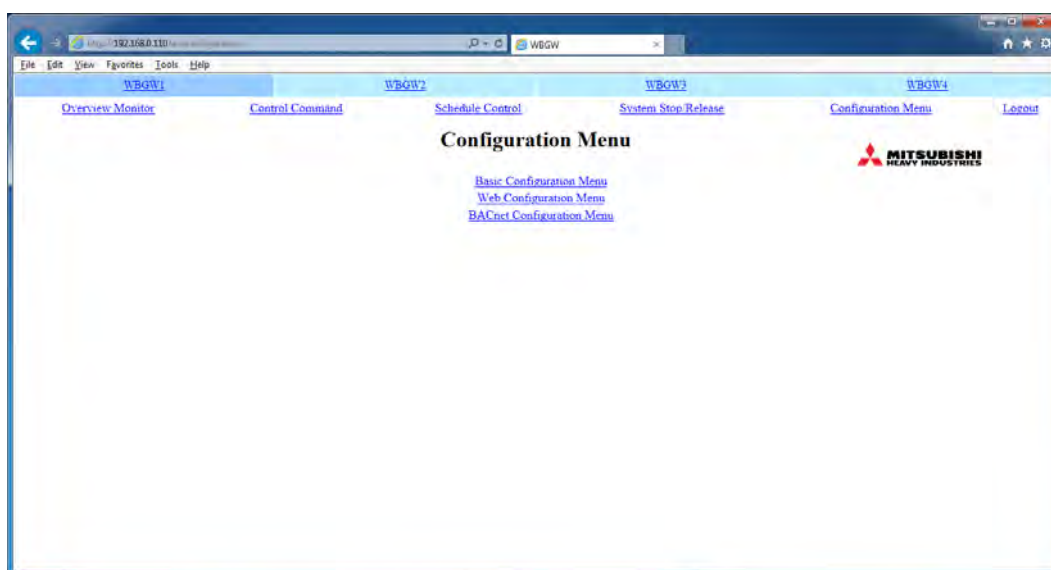 192.168.0.110
WBGW
File Edit View Favorites Tools Help
WBGW1 WBGW2 WBGW3 WBGW4
Overview Monitor Control Command Schedule Control System Stop/Release Configuration Menu Logout
Configuration Menu
MITSUBISHI
HEAVY INDUSTRIES
Basic Configuration Menu
Web Configuration Menu
BACnet Configuration Menu